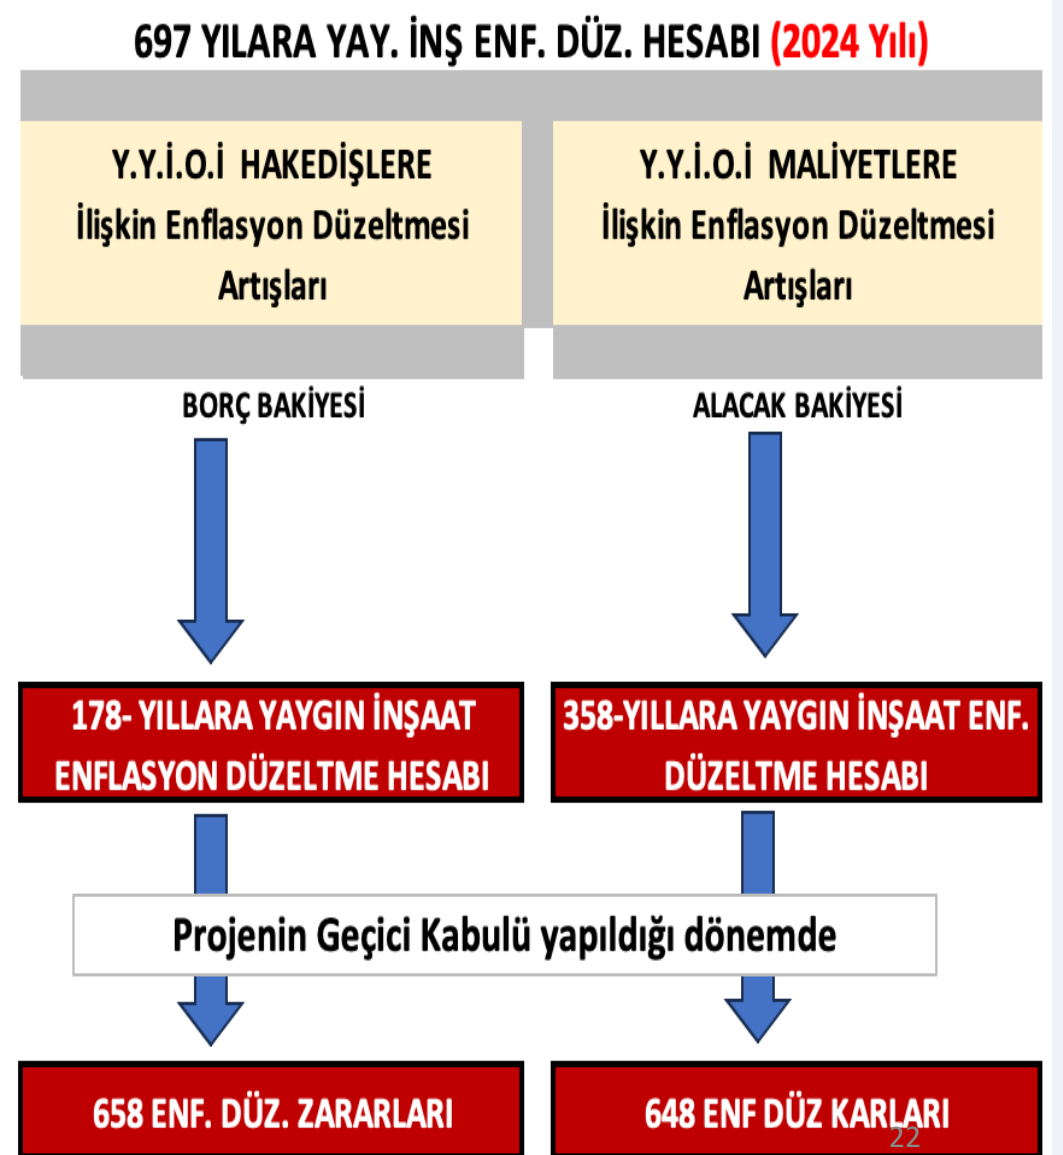 697 YILARA YAY. İNŞ ENF. DÜZ. HESABI (2024 Yılı)
Y.Y.İ.O.İ HAKEDİŞLERE
İlişkin Enflasyon Düzeltmesi
Artışları
Y.Y.İ.O.İ MALİYETLERE
İlişkin Enflasyon Düzeltmesi
Artışları
BORÇ BAKİYESİ
ALACAK BAKİYESİ
178- YILLARA YAYGIN İNŞAAT
ENFLASYON DÜZELTME HESABI
358-YILLARA YAYGIN İNŞAAT ENF.
DÜZELTME HESABI
Projenin Geçici Kabulü yapıldığı dönemde
658 ENF. DÜZ. ZARARLARI
648 ENF DÜZ KARLARI
22